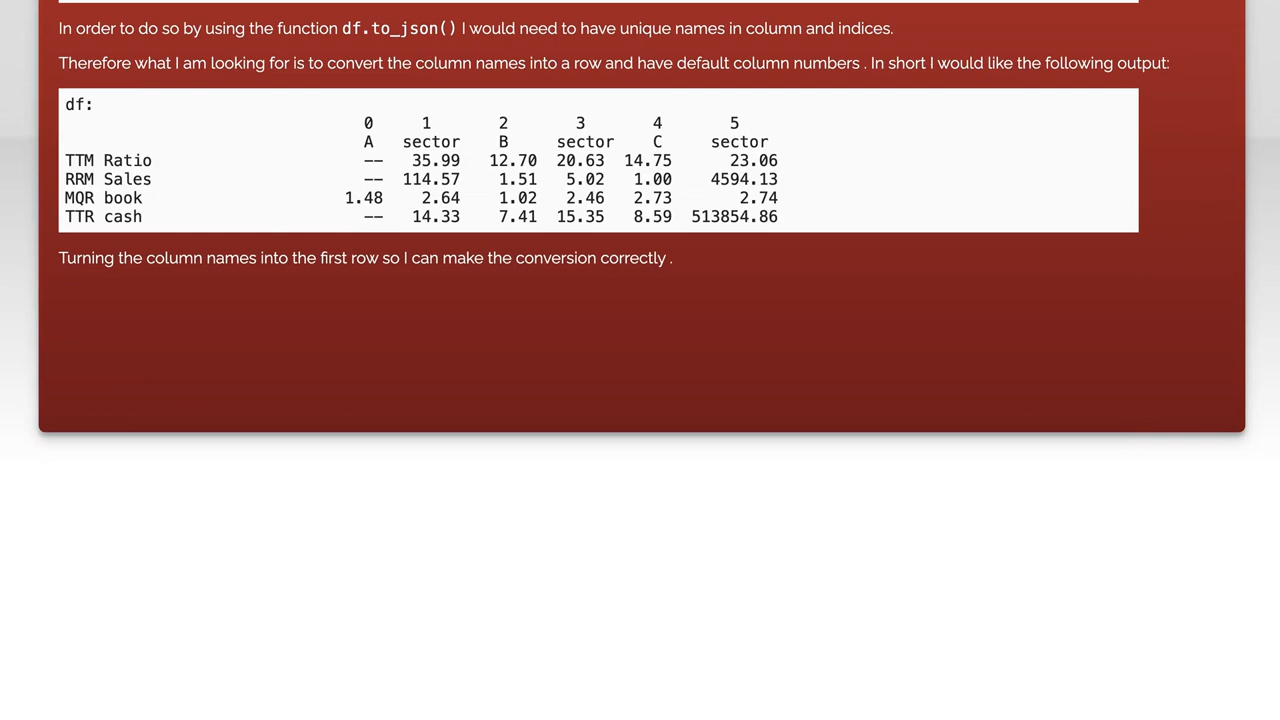 In order to do so by using the function df.to_json() I would need to have unique names in column and indices.
Therefore what I am looking for is to convert the column names into a row and have default column numbers . In short I would like the following output:
df:
0 1 2 3 4 5
A sector B sector C sector
TTM Ratio -- 35.99 12.70 20.63 14.75 23.06
RRM Sales -- 114.57 1.51 5.02 1.00 4594.13
MQR book 1.48 2.64 1.02 2.46 2.73 2.74
TTR cash -- 14.33 7.41 15.35 8.59 513854.86
Turning the column names into the first row so I can make the conversion correctly .